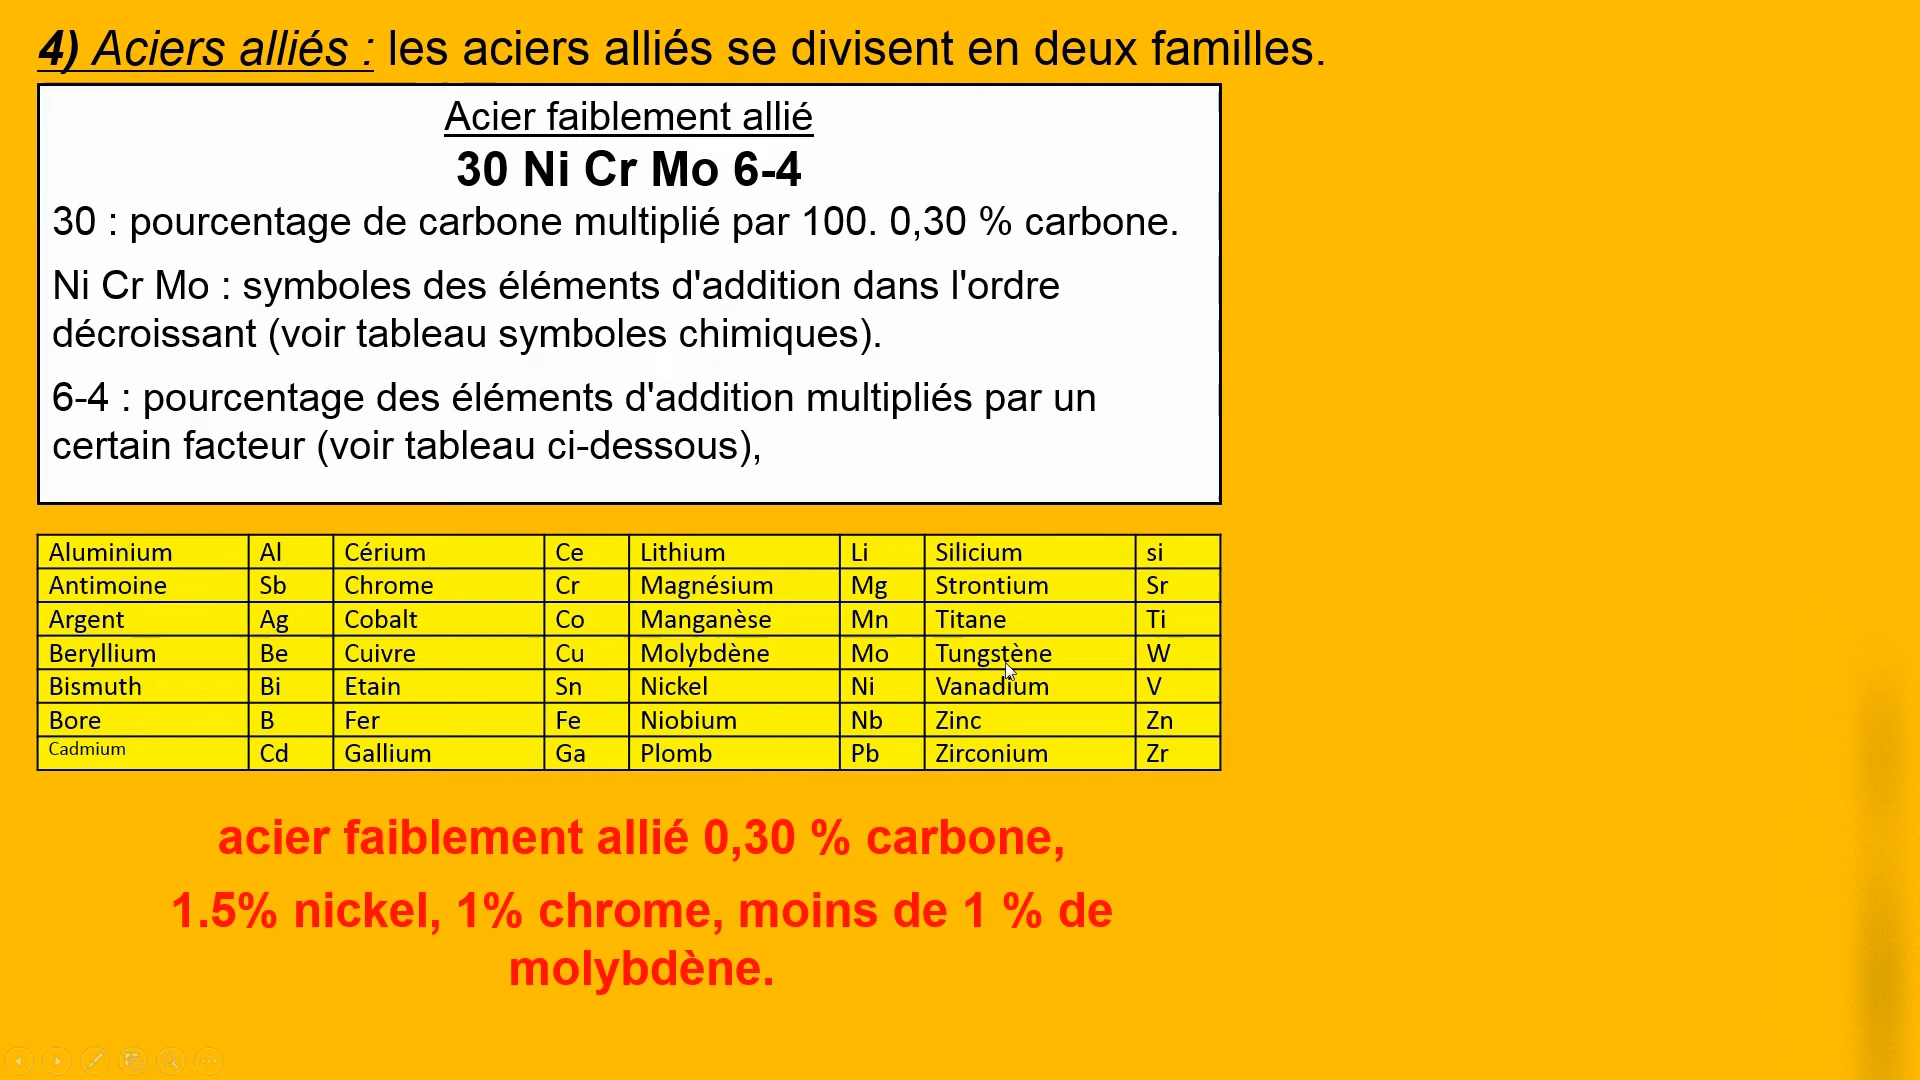 4) Aciers alliés : les aciers alliés se divisent en deux familles.
Acier faiblement allié
30 Ni Cr Mo 6-4
30 : pourcentage de carbone multiplié par 100. 0,30 % carbone.
Ni Cr Mo : symboles des éléments d'addition dans l'ordre
décroissant (voir tableau symboles chimiques).
6-4 : pourcentage des éléments d'addition multipliés par un
certain facteur (voir tableau ci-dessous),
Aluminium Al Cérium Ce Lithium Li Silicium si
Antimoine Sb Chrome Cr Magnésium Mg Strontium Sr
Argent Ag Cobalt Co Manganèse Mn Titane Ti
Beryllium Be Cuivre Cu Molybdène Mo Tungstène W
Bismuth Bi Etain Sn Nickel Ni Vanadium V
Bore B Fer Fe Niobium Nb Zinc Zn
Cadmium Cd Gallium Ga Plomb Pb Zirconium Zr
acier faiblement allié 0,30 % carbone,
1.5% nickel, 1% chrome, moins de 1 % de
molybdène.